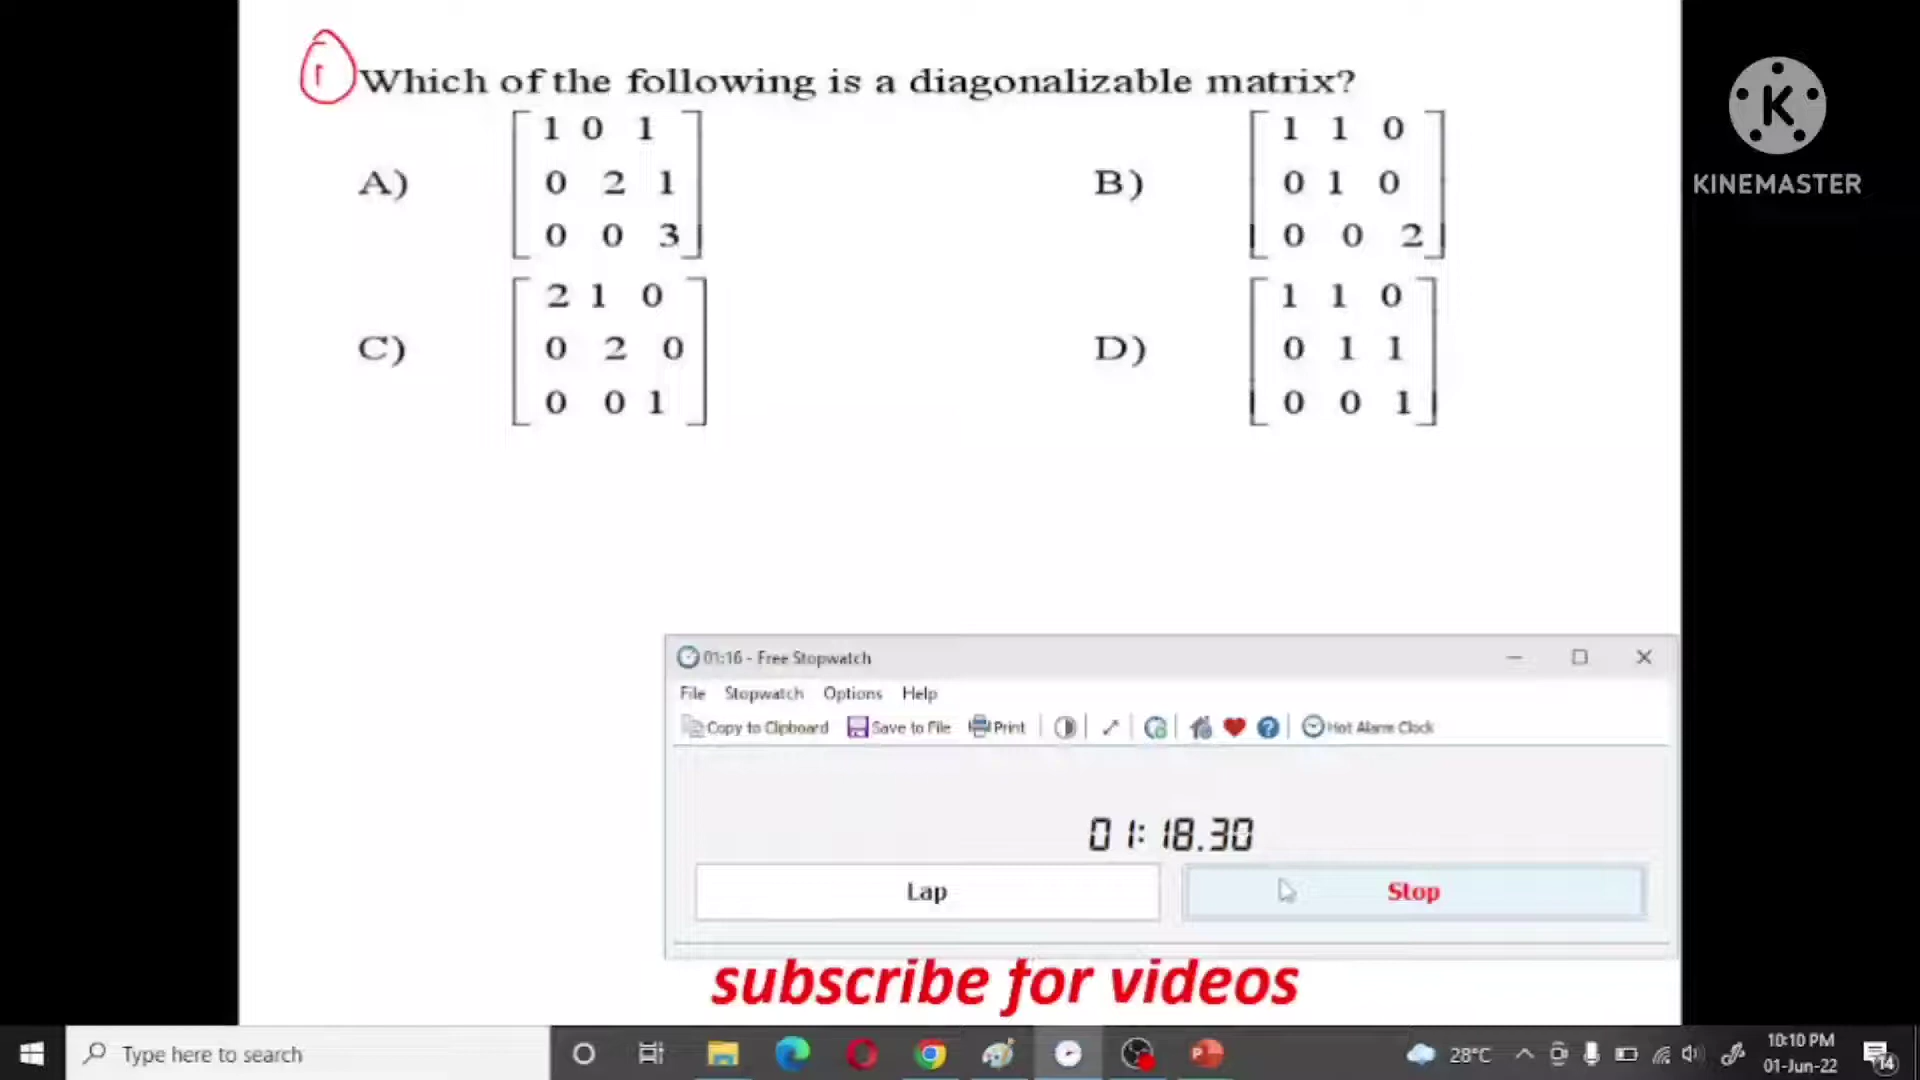 1 Which of the following is a diagonalizable matrix?
A) 1 0 1
0 2 1
0 0 3
B) 1 1 0
0 1 0
0 0 2
C) 2 1 0
0 2 0
0 0 1
D) 1 1 0
0 1 1
0 0 1
K
KINEMASTER
01:16 - Free Stopwatch
File Stopwatch Options Help
Copy to Clipboard Save to File Print Hot Alarm Clock
01:18.30
Lap Stop
subscribe for videos
Type here to search
28°C
10:10 PM
01-Jun-22
14